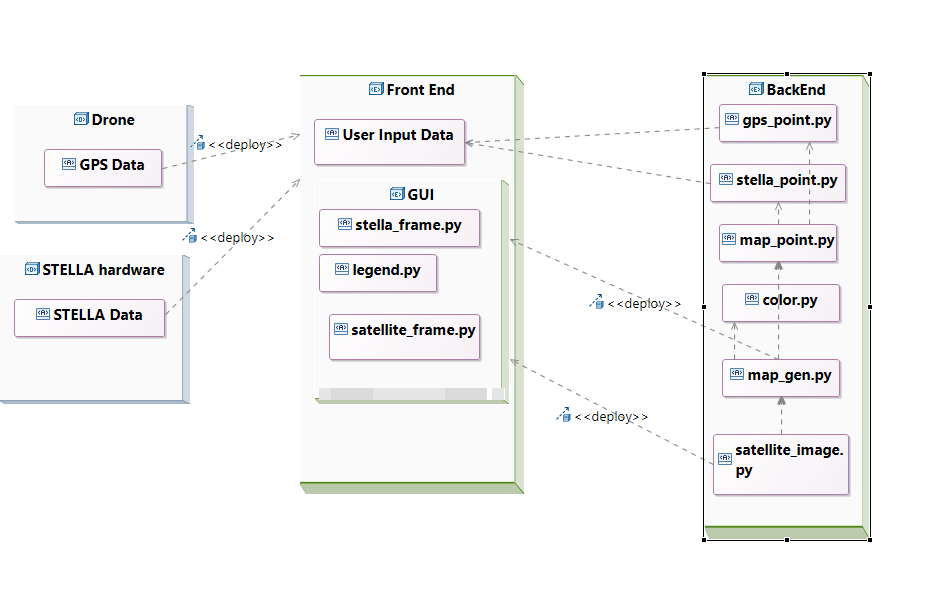 Drone
GPS Data
<<deploy>>
STELLA hardware
STELLA Data
<<deploy>>
Front End
User Input Data
GUI
stella_frame.py
legend.py
satellite_frame.py
<<deploy>>
<<deploy>>
BackEnd
gps_point.py
stella_point.py
map_point.py
color.py
map_gen.py
satellite_image.
py